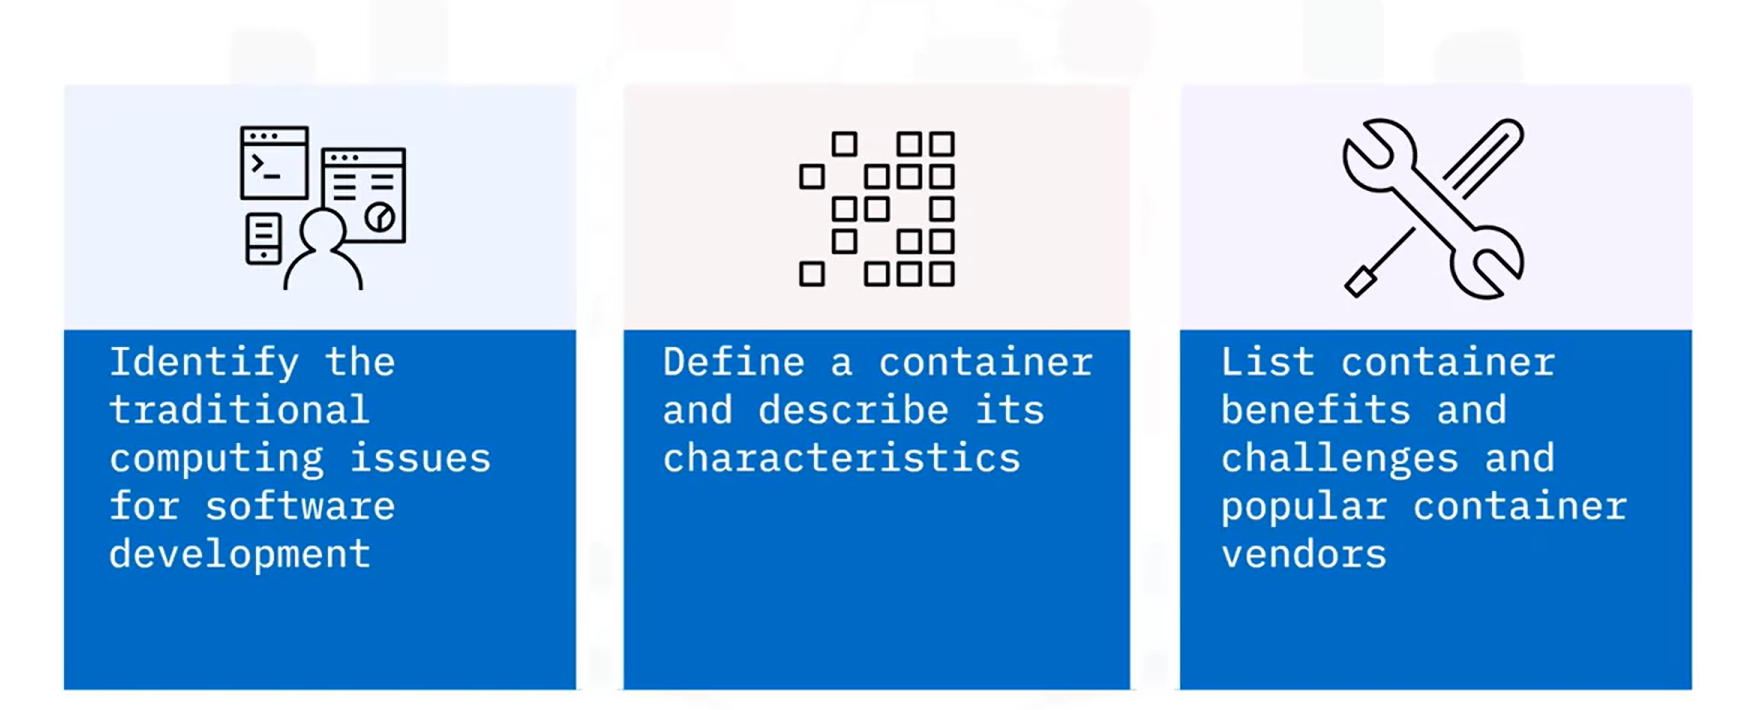 Identify the
traditional
computing issues
for software
development
Define a container
and describe its
characteristics
List container
benefits and
challenges and
popular container
vendors